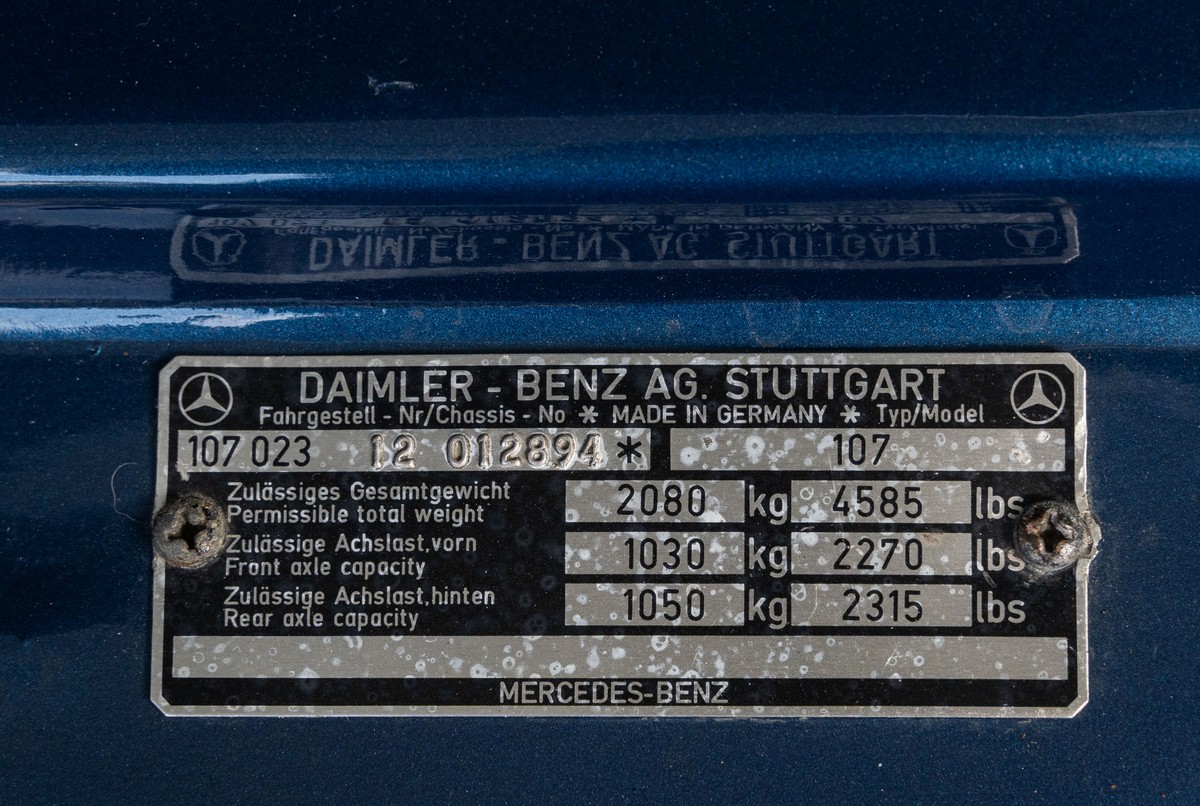 DAIMLER - BENZ AG. STUTTGART
Fahrgestell - Nr/Chassis - No * MADE IN GERMANY * Typ/Model
107 023 12 012894 * 107
Zulässiges Gesamtgewicht
Permissible total weight
2080 kg 4585 lbs
Zulässige Achslast,vorn
Front axle capacity
1030 kg 2270 lbs
Zulässige Achslast,hinten
Rear axle capacity
1050 kg 2315 lbs
MERCEDES-BENZ